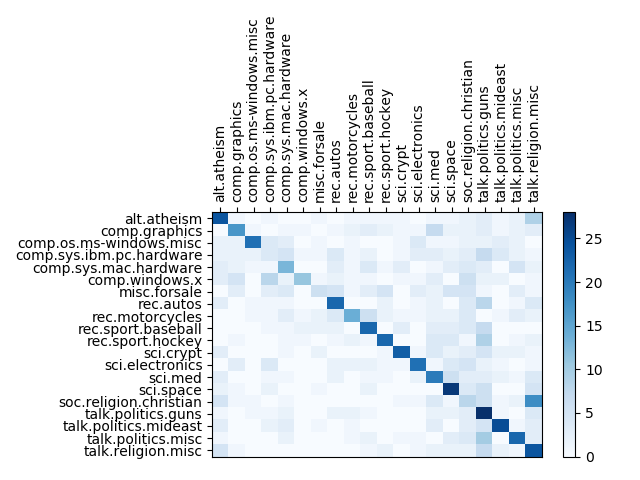 alt.atheism
comp.graphics
comp.os.ms-windows.misc
comp.sys.ibm.pc.hardware
comp.sys.mac.hardware
comp.windows.x
misc.forsale
rec.autos
rec.motorcycles
rec.sport.baseball
rec.sport.hockey
sci.crypt
sci.electronics
sci.med
sci.space
soc.religion.christian
talk.politics.guns
talk.politics.mideast
talk.politics.misc
talk.religion.misc
alt.atheism
comp.graphics
comp.os.ms-windows.misc
comp.sys.ibm.pc.hardware
comp.sys.mac.hardware
comp.windows.x
misc.forsale
rec.autos
rec.motorcycles
rec.sport.baseball
rec.sport.hockey
sci.crypt
sci.electronics
sci.med
sci.space
soc.religion.christian
talk.politics.guns
talk.politics.mideast
talk.politics.misc
talk.religion.misc
25
20
15
10
5
0